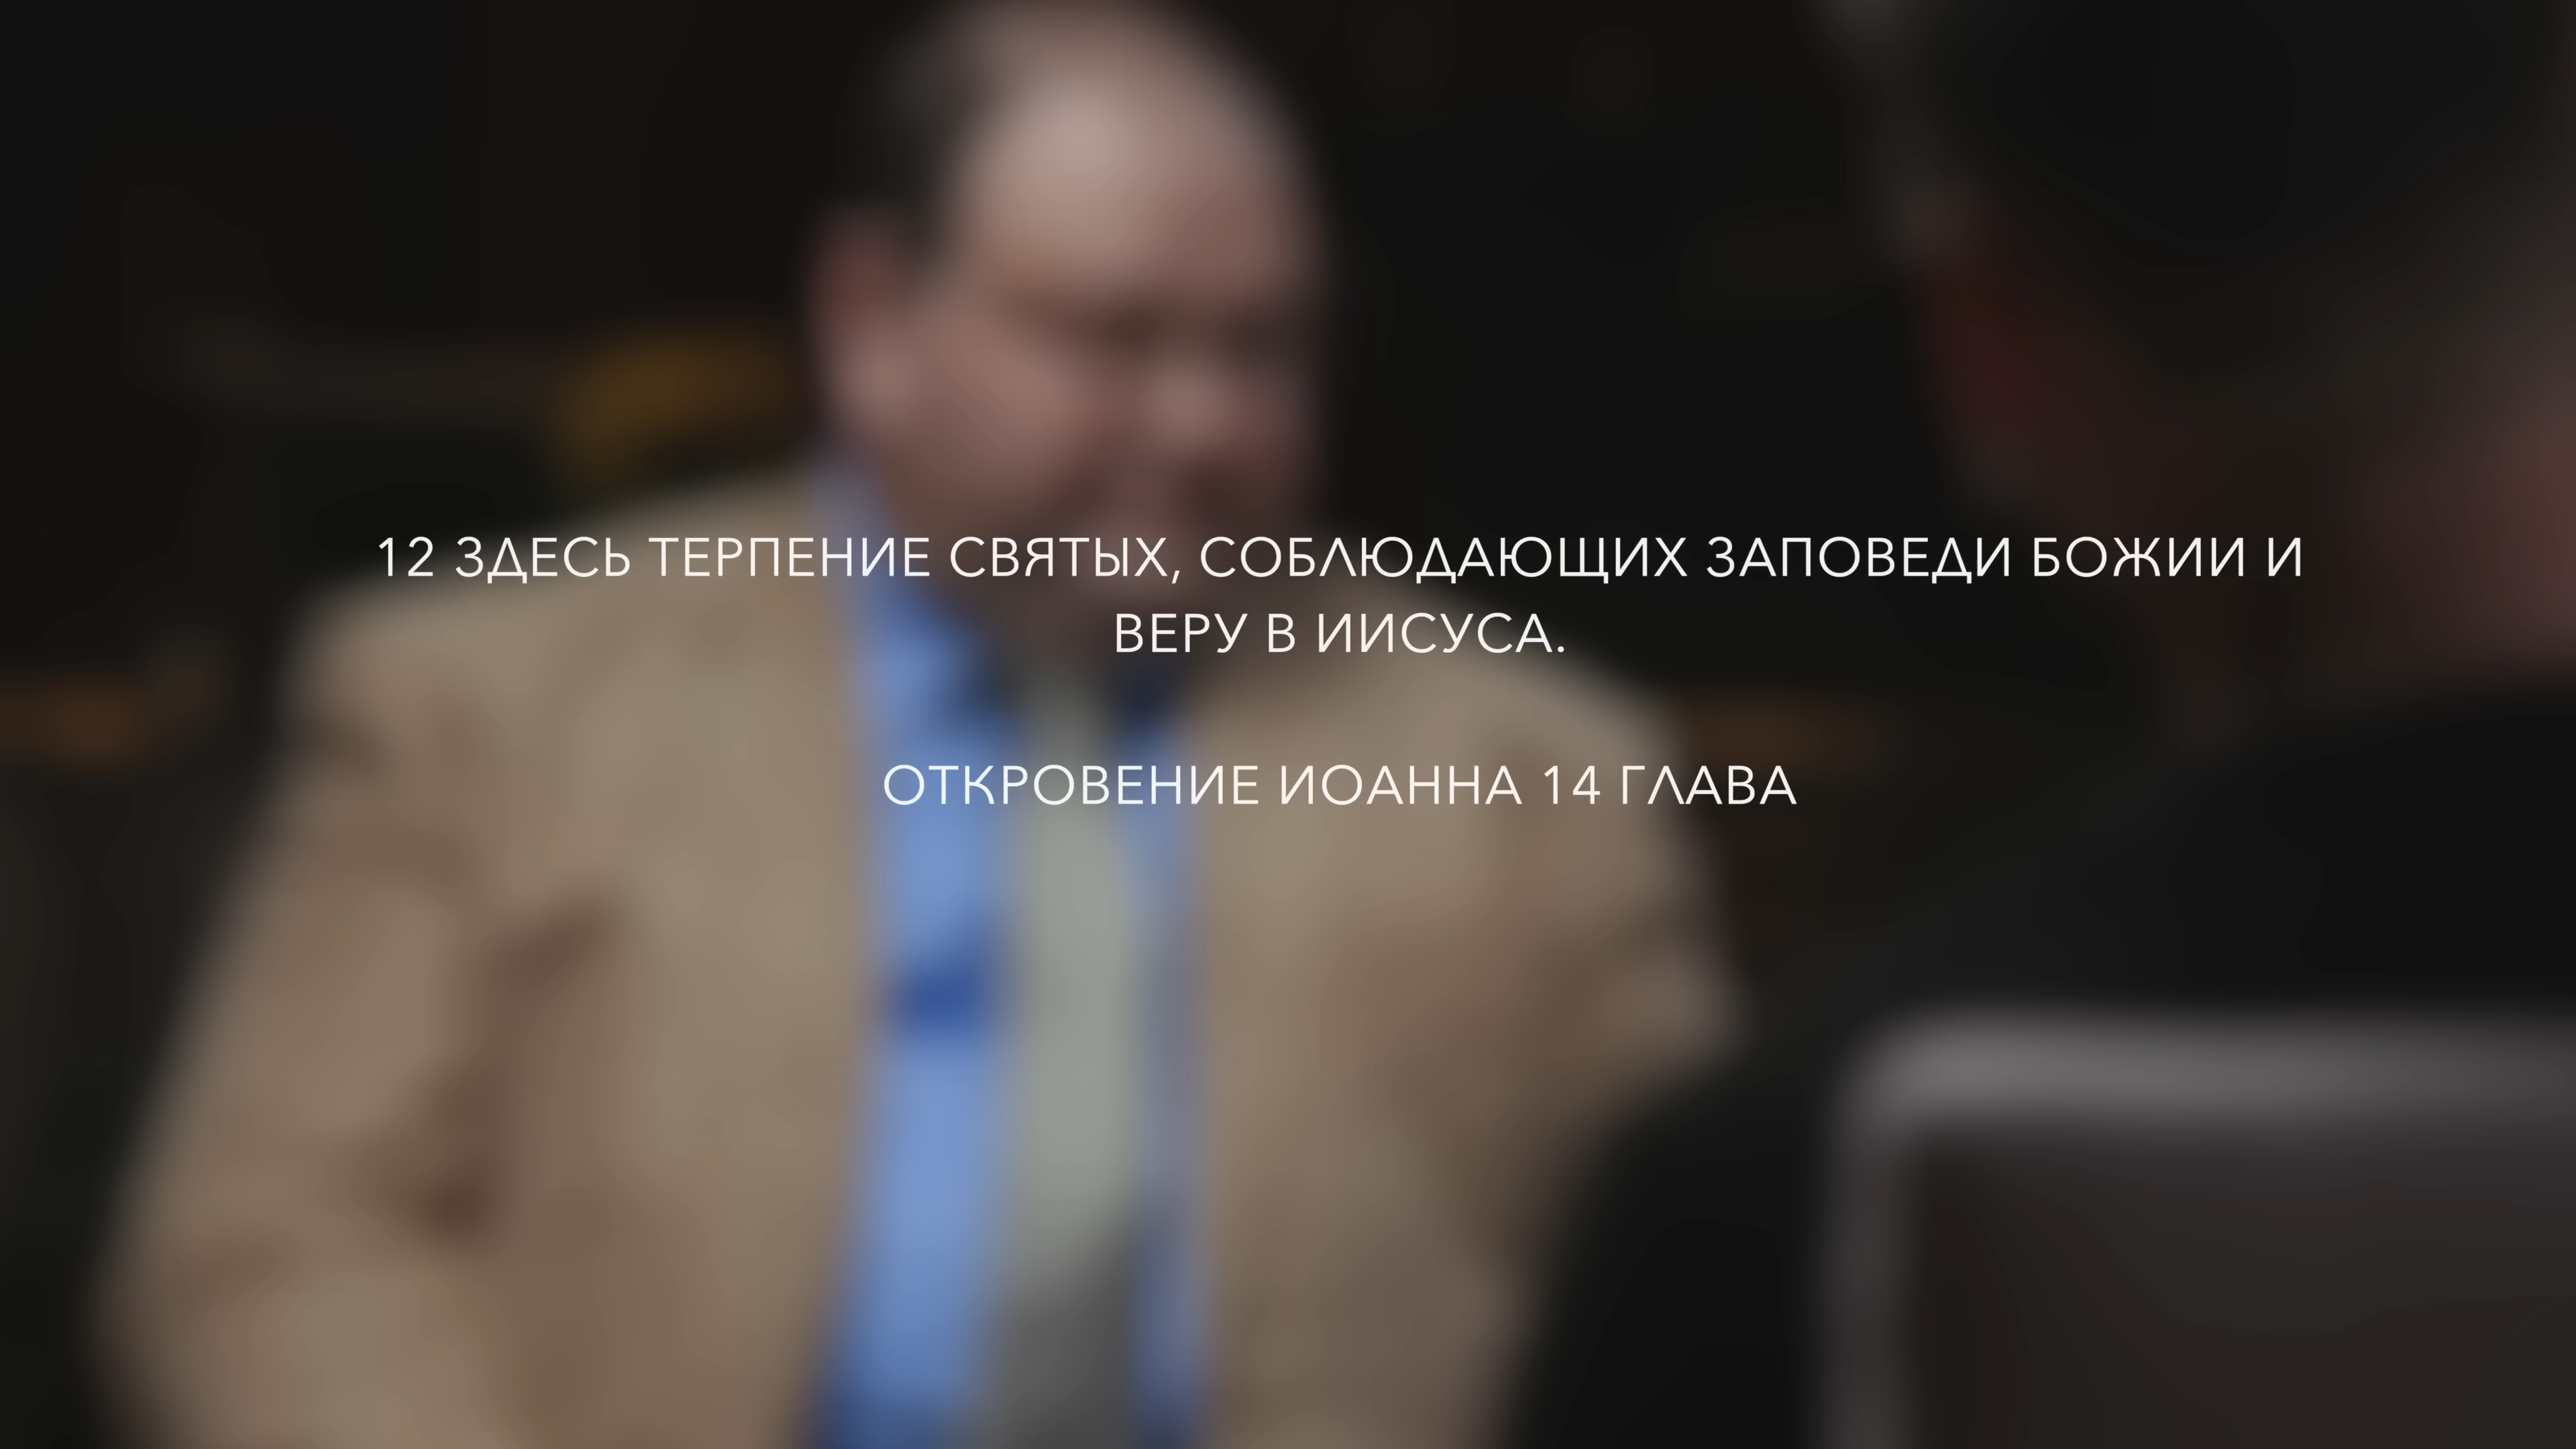 12 ЗДЕСЬ ТЕРПЕНИЕ СВЯТЫХ, СОБЛЮДАЮЩИХ ЗАПОВЕДИ БОЖИИ И
ВЕРУ В ИИСУСА.
ОТКРОВЕНИЕ ИОАННА 14 ГЛАВА